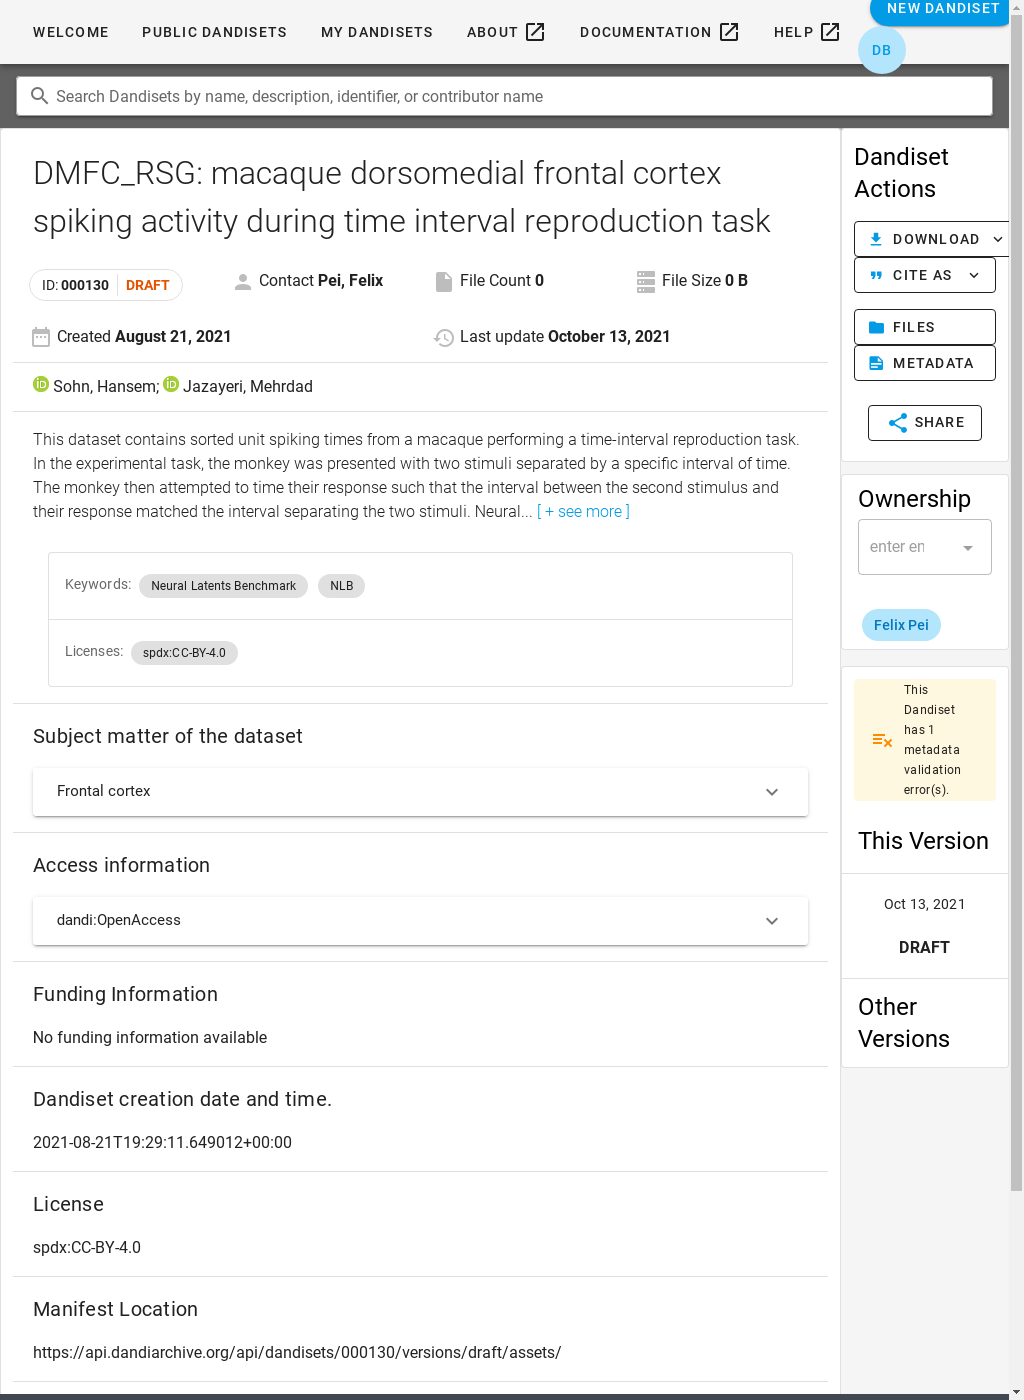 WELCOME PUBLIC DANDISETS MY DANDISETS ABOUT DOCUMENTATION HELP NEW DANDISET
DB
Search Dandisets by name, description, identifier, or contributor name
DMFC_RSG: macaque dorsomedial frontal cortex
spiking activity during time interval reproduction task
ID: 000130 DRAFT Contact Pei, Felix File Count 0 File Size 0 B
Created August 21, 2021 Last update October 13, 2021
iD Sohn, Hansem; iD Jazayeri, Mehrdad
This dataset contains sorted unit spiking times from a macaque performing a time-interval reproduction task.
In the experimental task, the monkey was presented with two stimuli separated by a specific interval of time.
The monkey then attempted to time their response such that the interval between the second stimulus and
their response matched the interval separating the two stimuli. Neural... [ + see more ]
Keywords: Neural Latents Benchmark NLB
Licenses: spdx:CC-BY-4.0
Subject matter of the dataset
Frontal cortex
Access information
dandi:OpenAccess
Funding Information
No funding information available
Dandiset creation date and time.
2021-08-21T19:29:11.649012+00:00
License
spdx:CC-BY-4.0
Manifest Location
https://api.dandiarchive.org/api/dandisets/000130/versions/draft/assets/
Dandiset
Actions
DOWNLOAD
CITE AS
FILES
METADATA
SHARE
Ownership
enter en
Felix Pei
This
Dandiset
has 1
metadata
validation
error(s).
This Version
Oct 13, 2021
DRAFT
Other
Versions